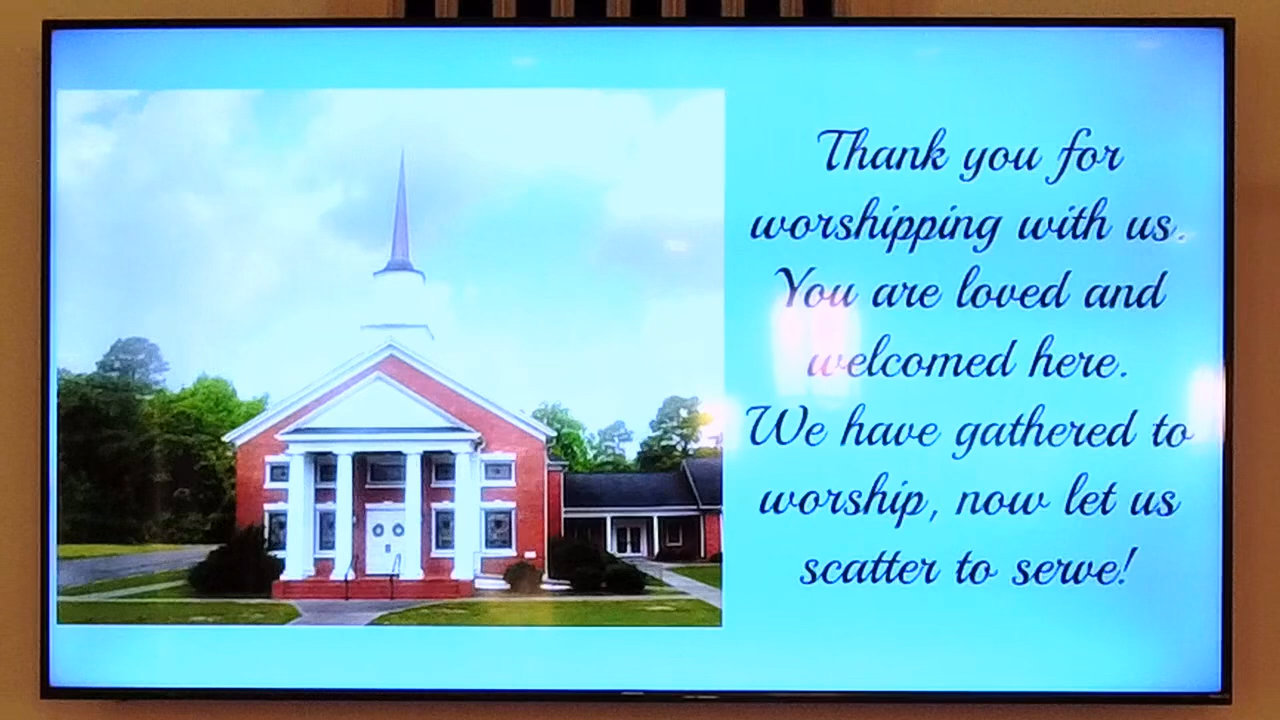 Thank you for
worshipping with us.
You are loved and
welcomed here.
We have gathered to
worship, now let us
scatter to serve!